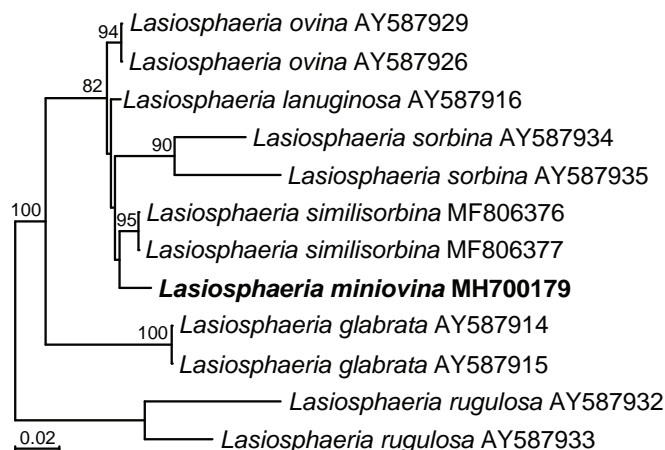 94 Lasiosphaeria ovina AY587929
Lasiosphaeria ovina AY587926
82 Lasiosphaeria lanuginosa AY587916
Lasiosphaeria sorbina AY587934
90
Lasiosphaeria sorbina AY587935
Lasiosphaeria similisorbina MF806376
100 95
Lasiosphaeria similisorbina MF806377
Lasiosphaeria miniovina MH700179
Lasiosphaeria glabrata AY587914
100
Lasiosphaeria glabrata AY587915
Lasiosphaeria rugulosa AY587932
0.02 Lasiosphaeria rugulosa AY587933